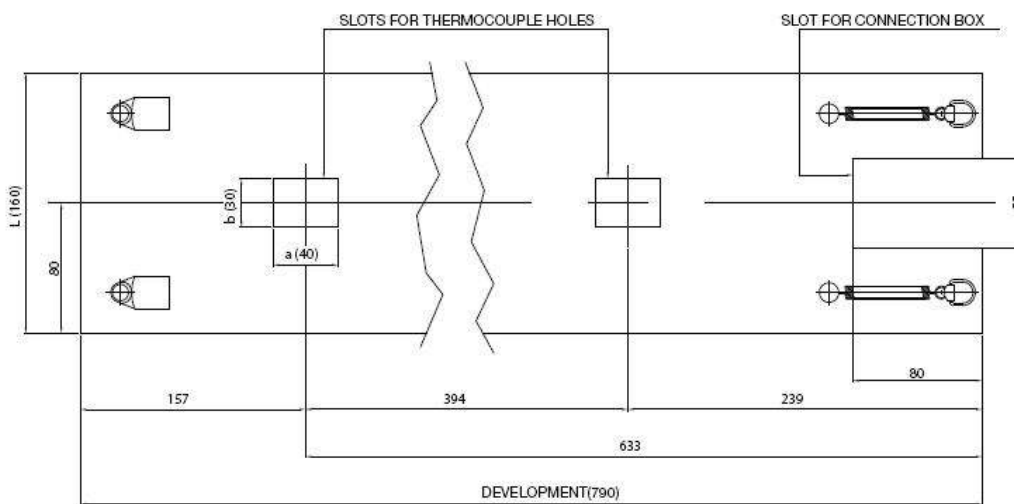 SLOTS FOR THERMOCOUPLE HOLES
SLOT FOR CONNECTION BOX
L (160)
b (30)
a (40)
80
80
157
394
239
633
DEVELOPMENT(790)